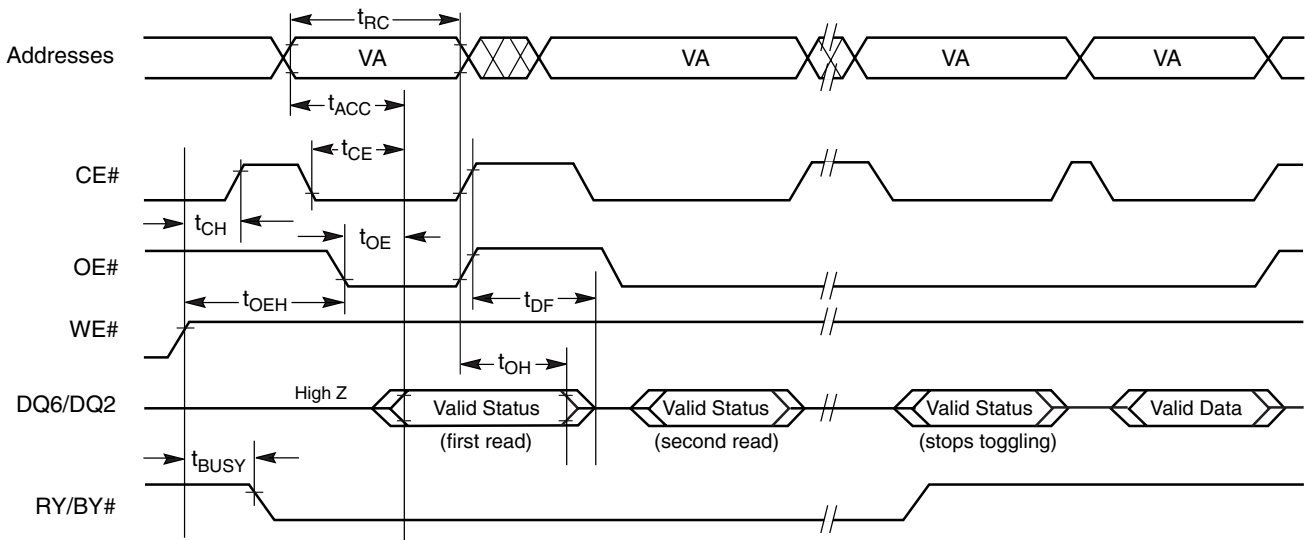 tRC
Addresses VA VA VA VA
tACC
tCE
CE#
tCH tOE
OE#
tOEH tDF
WE#
tOH
High Z
DQ6/DQ2 Valid Status Valid Status Valid Status Valid Data
(first read) (second read) (stops toggling)
tBUSY
RY/BY#